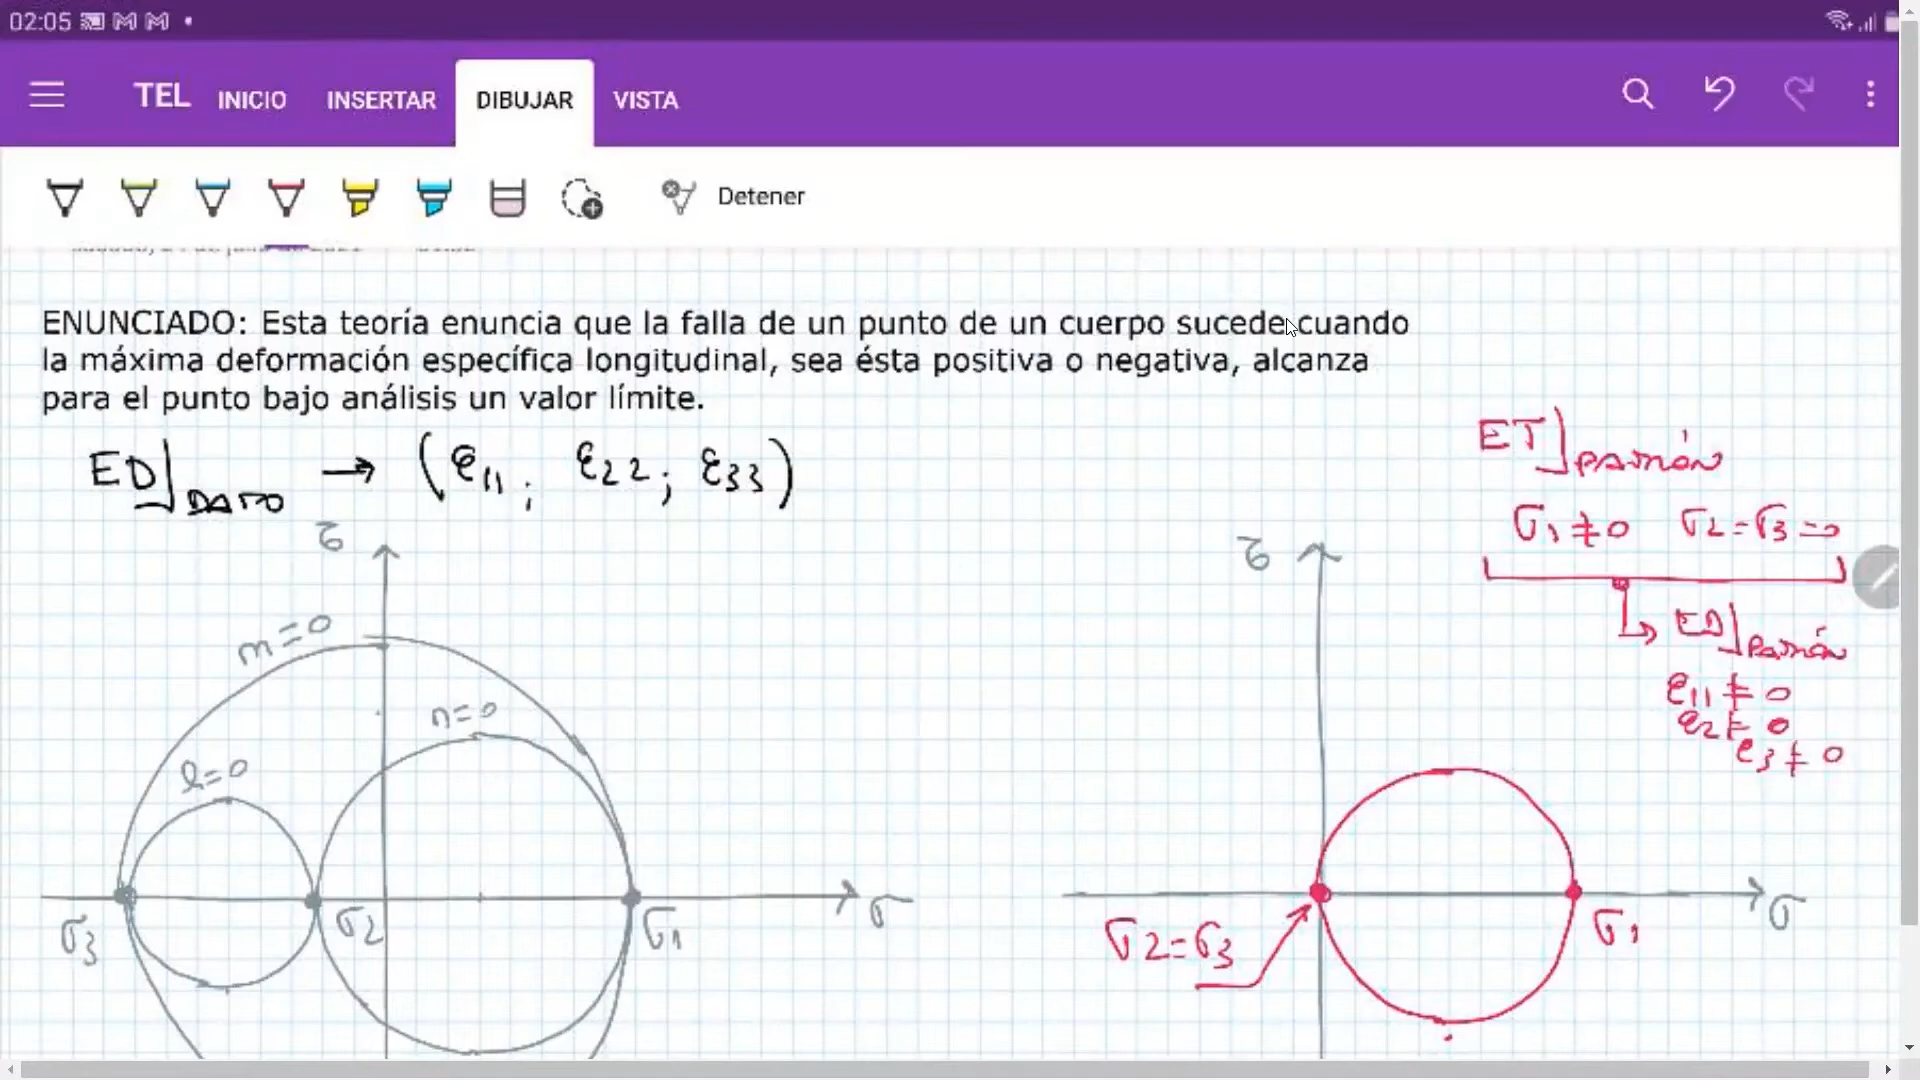 02:05
TEL INICIO INSERTAR DIBUJAR VISTA
Detener
ENUNCIADO: Esta teoría enuncia que la falla de un punto de un cuerpo sucede cuando
la máxima deformación específica longitudinal, sea ésta positiva o negativa, alcanza
para el punto bajo análisis un valor límite.
ED]DATO → (ε11; ε22; ε33)
ET]PATRÓN
σ1 ≠ 0 σ2 = σ3 = 0
ED]PATRÓN
ε11 ≠ 0
ε2 ≠ 0
ε3 ≠ 0
τ
m=0
n=0
l=0
σ3
σ2
σ1
σ
τ
σ2=σ3
σ1
σ